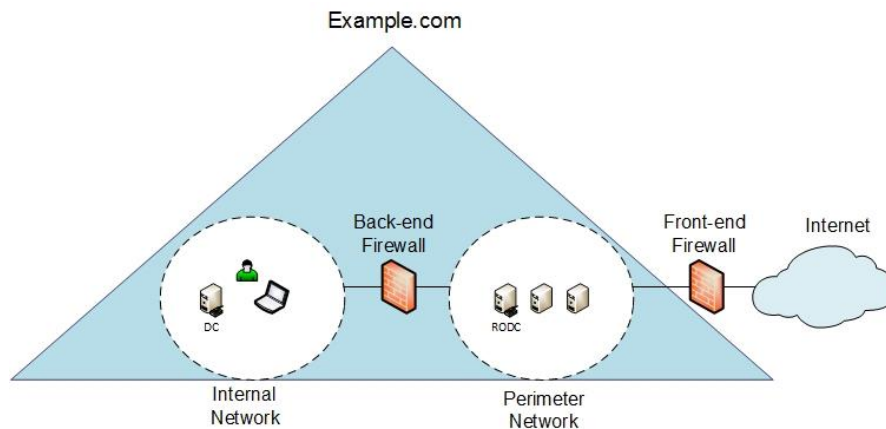 Example.com
Back-end
Firewall
Front-end
Firewall
Internet
DC
RODC
Internal
Network
Perimeter
Network